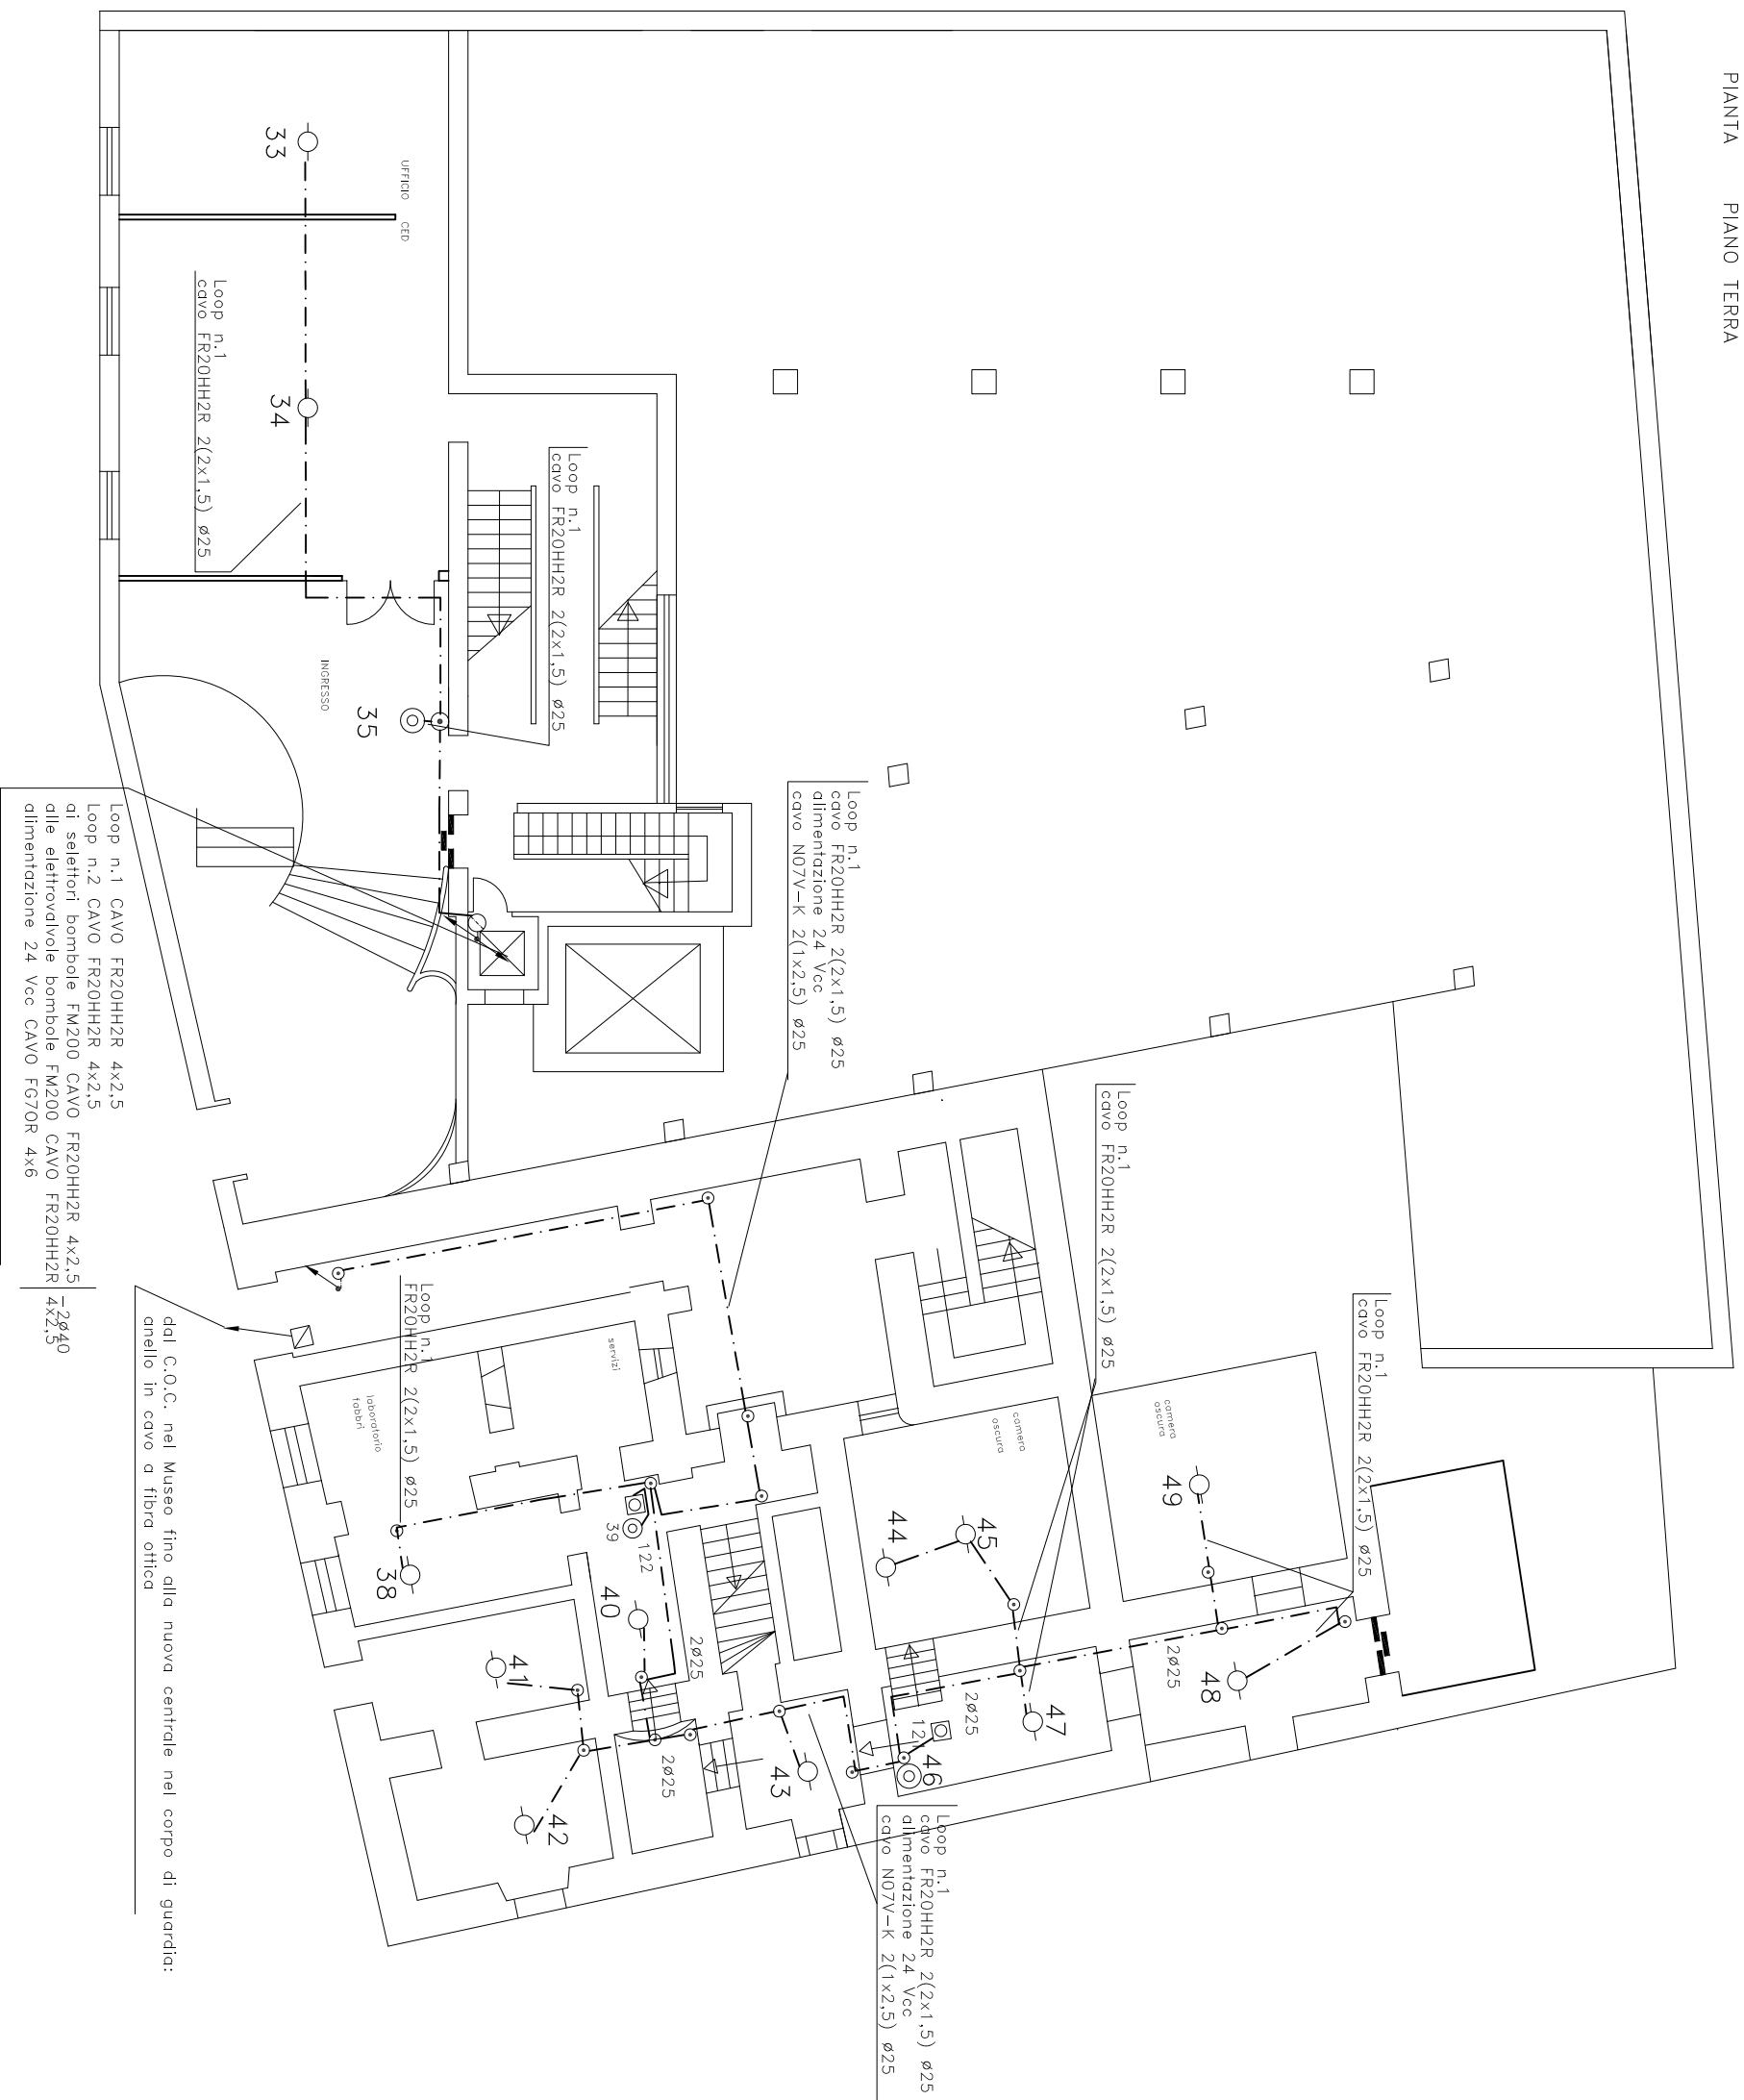 PIANTA PIANO TERRA
UFFICIO CED
33
34
Loop n.1
cavo FR20HH2R 2(2x1,5) ø25
Loop n.1
cavo FR20HH2R 2(2x1,5) ø25
INGRESSO
35
Loop n.1
cavo FR20HH2R 2(2x1,5) ø25
alimentazione 24 Vcc
cavo N07V-K 2(1x2,5) ø25
Loop n.1 CAVO FR20HH2R 4x2,5
Loop n.2 CAVO FR20HH2R 4x2,5
ai selettori bombole FM200 CAVO FR20HH2R 4x2,5
alle elettrovalvole bombole FM200 CAVO FR20HH2R 4x2,5
alimentazione 24 Vcc CAVO FG7OR 4x6
-2ø40
Loop n.1
cavo FR20HH2R 2(2x1,5) ø25
Loop n.1
cavo FR20HH2R 2(2x1,5) ø25
Loop n.1
FR20HH2R 2(2x1,5) ø25
dal C.O.C. nel Museo fino alla nuova centrale nel corpo di guardia:
anello in cavo a fibra ottica
servizi
laboratorio
fabbri
camera
oscura
camera
oscura
49
45
44
39
122
38
40
41
2ø25
2ø25
48
47
2ø25
46
43
2ø25
42
Loop n.1
cavo FR20HH2R 2(2x1,5) ø25
alimentazione 24 Vcc
cavo N07V-K 2(1x2,5) ø25